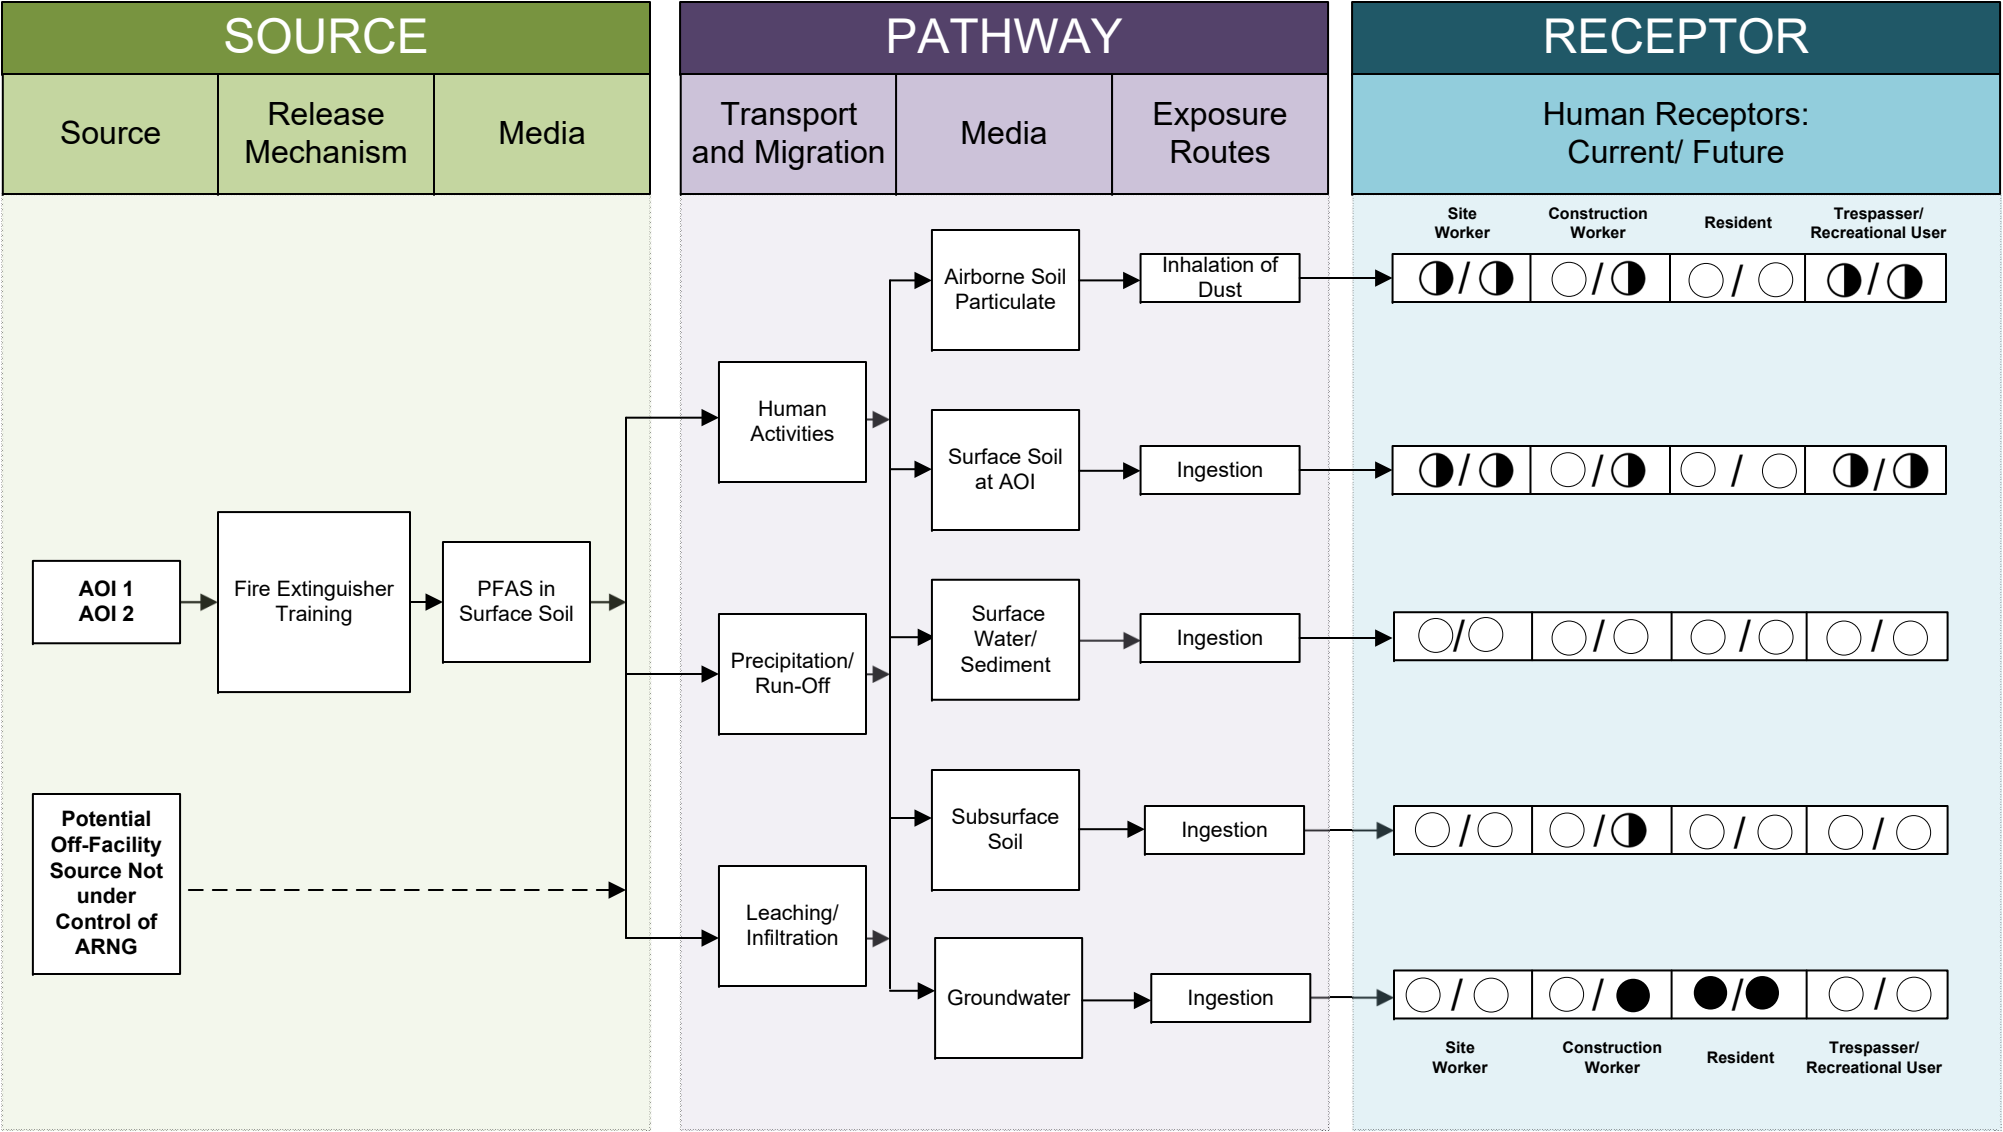 SOURCE
PATHWAY
RECEPTOR
Source
Release
Mechanism
Media
Transport
and Migration
Media
Exposure
Routes
Human Receptors:
Current/ Future
Site
Worker
Construction
Worker
Resident
Trespasser/
Recreational User
Airborne Soil
Particulate
Inhalation of
Dust
/
/
/
/
Human
Activities
Surface Soil
at AOI
Ingestion
/
/
/
/
AOI 1
AOI 2
Fire Extinguisher
Training
PFAS in
Surface Soil
Precipitation/
Run-Off
Surface
Water/
Sediment
Ingestion
/
/
/
/
Potential
Off-Facility
Source Not
under
Control of
ARNG
Subsurface
Soil
Ingestion
/
/
/
/
Leaching/
Infiltration
Groundwater
Ingestion
/
/
/
/
Site
Worker
Construction
Worker
Resident
Trespasser/
Recreational User